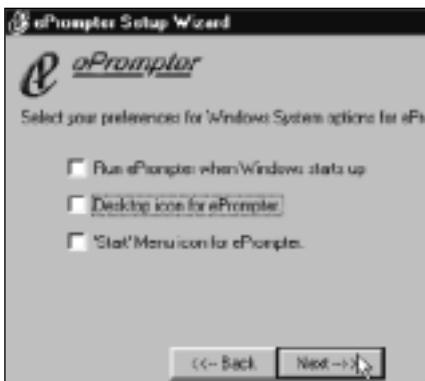 ePrompter Setup Wizard
ePrompter
Select your preferences for Windows System options for ePr
Run ePrompter when Windows starts up
Desktop icon for ePrompter.
'Start' Menu icon for ePrompter.
<<-- Back
Next -->>